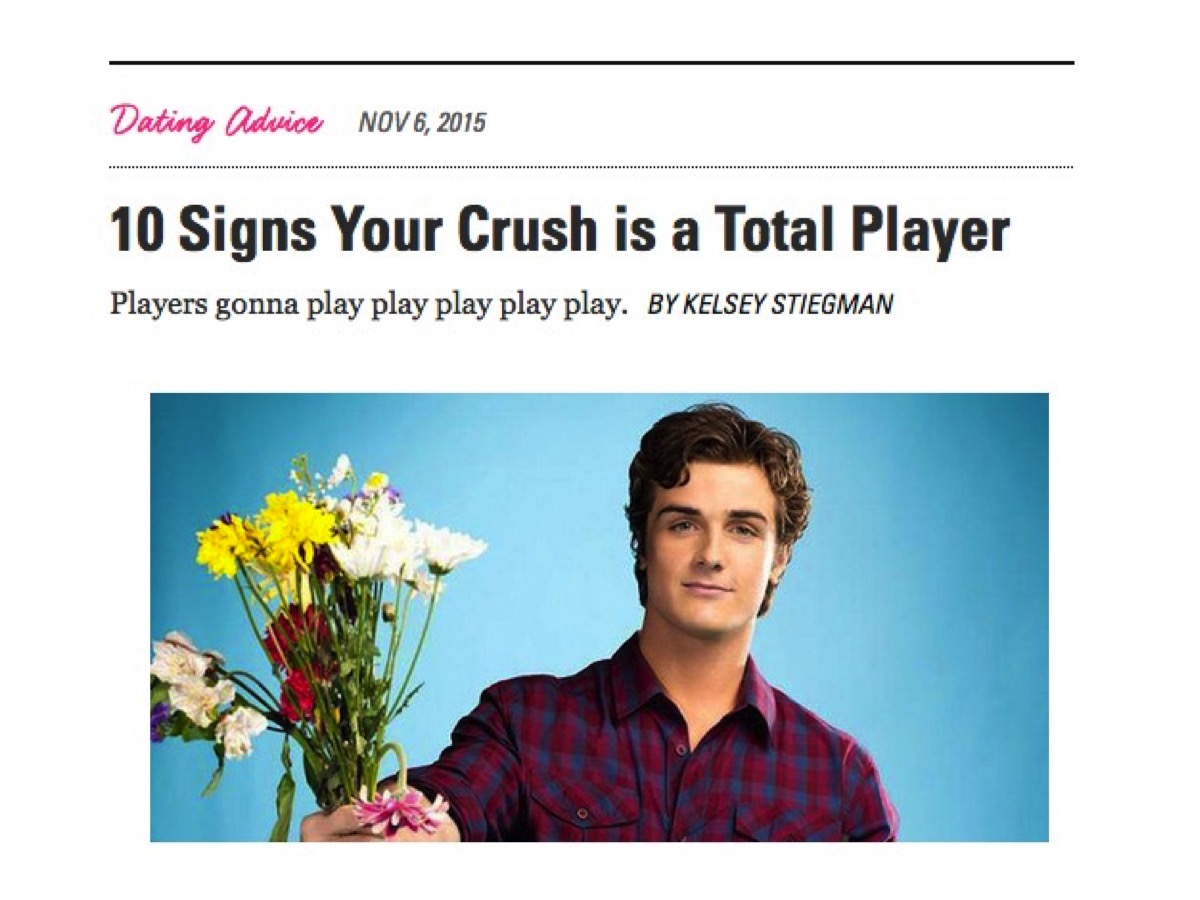 Dating Advice NOV 6, 2015
10 Signs Your Crush is a Total Player
Players gonna play play play play play. BY KELSEY STIEGMAN